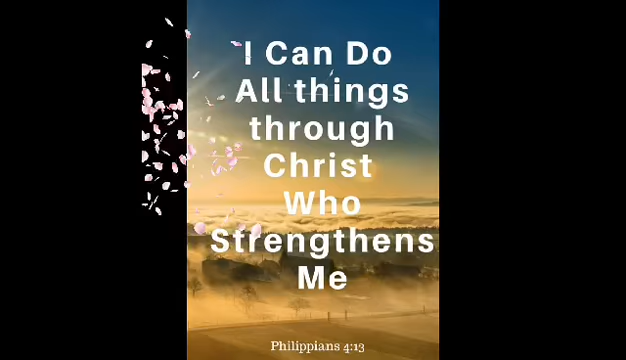 I Can Do
All things
through
Christ
Who
Strengthens
Me
Philippians 4:13